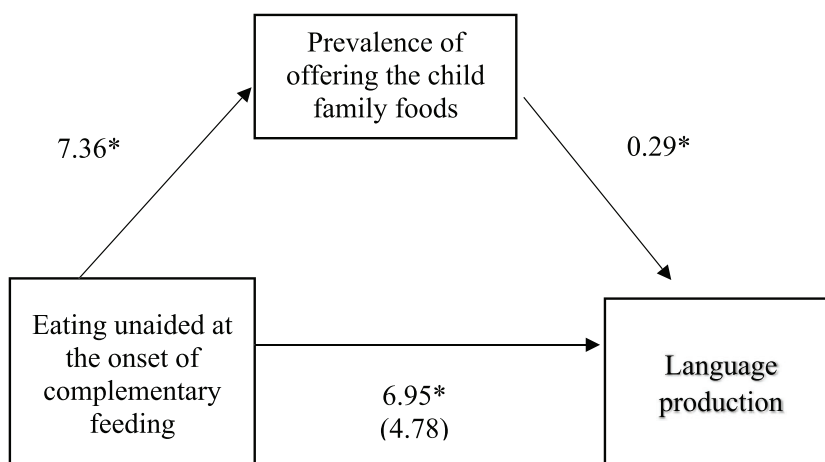 Prevalence of
offering the child
family foods
7.36*
0.29*
Eating unaided at
the onset of
complementary
feeding
6.95*
(4.78)
Language
production